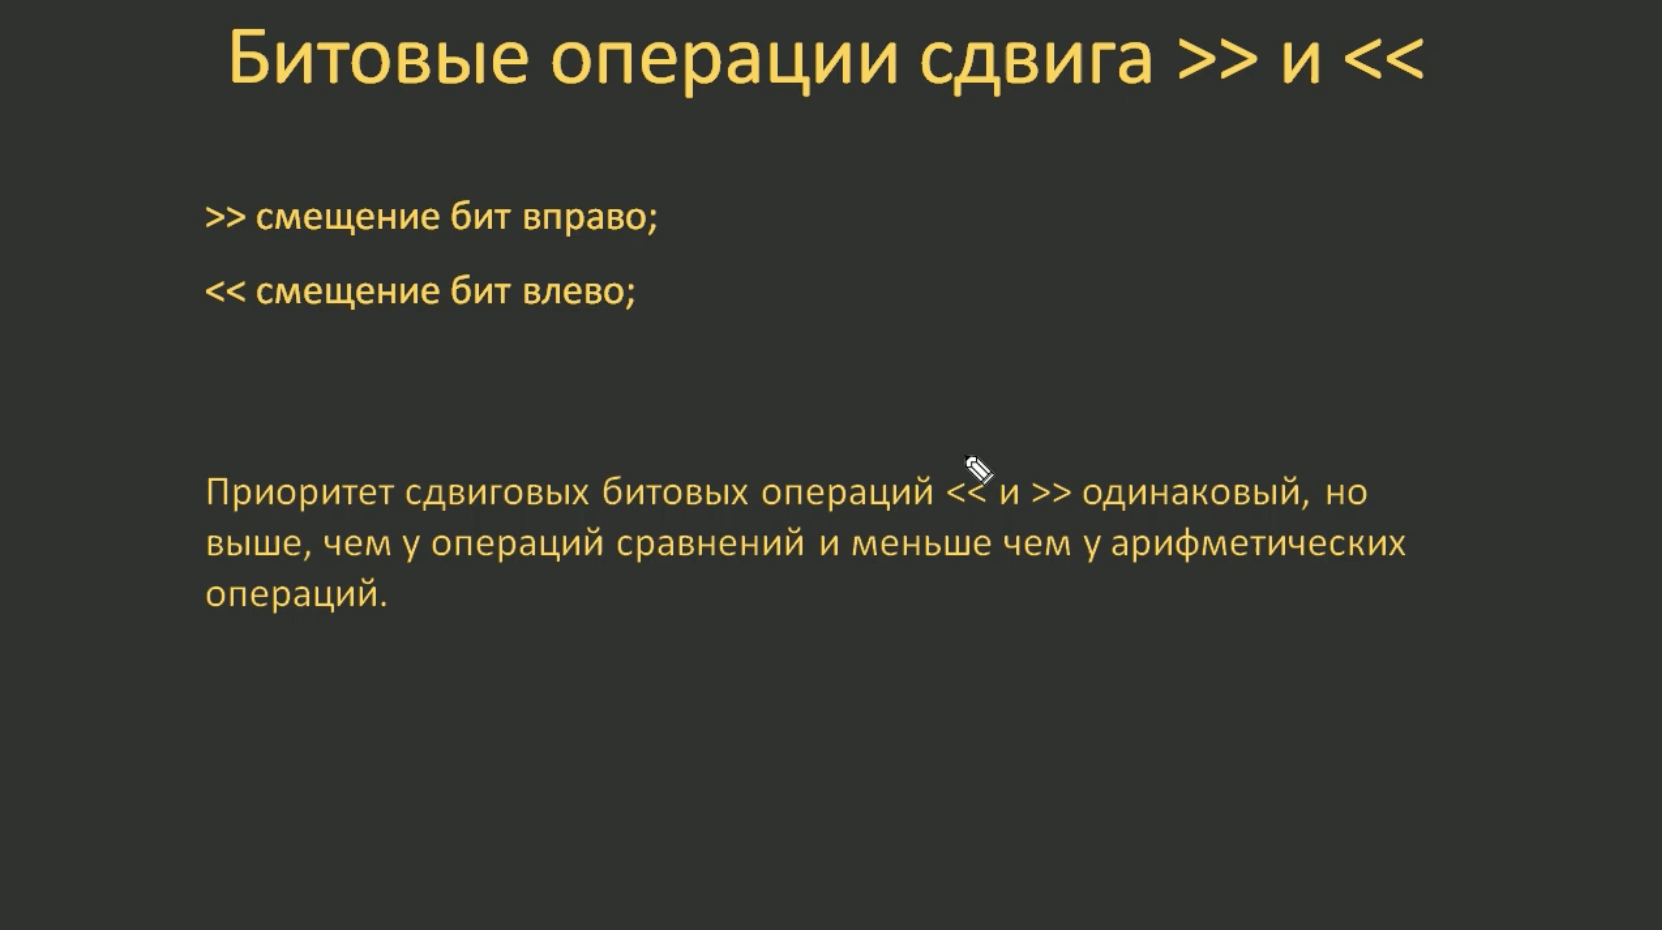 Битовые операции сдвига >> и <<
>> смещение бит вправо;
<< смещение бит влево;
Приоритет сдвиговых битовых операций << и >> одинаковый, но
выше, чем у операций сравнений и меньше чем у арифметических
операций.